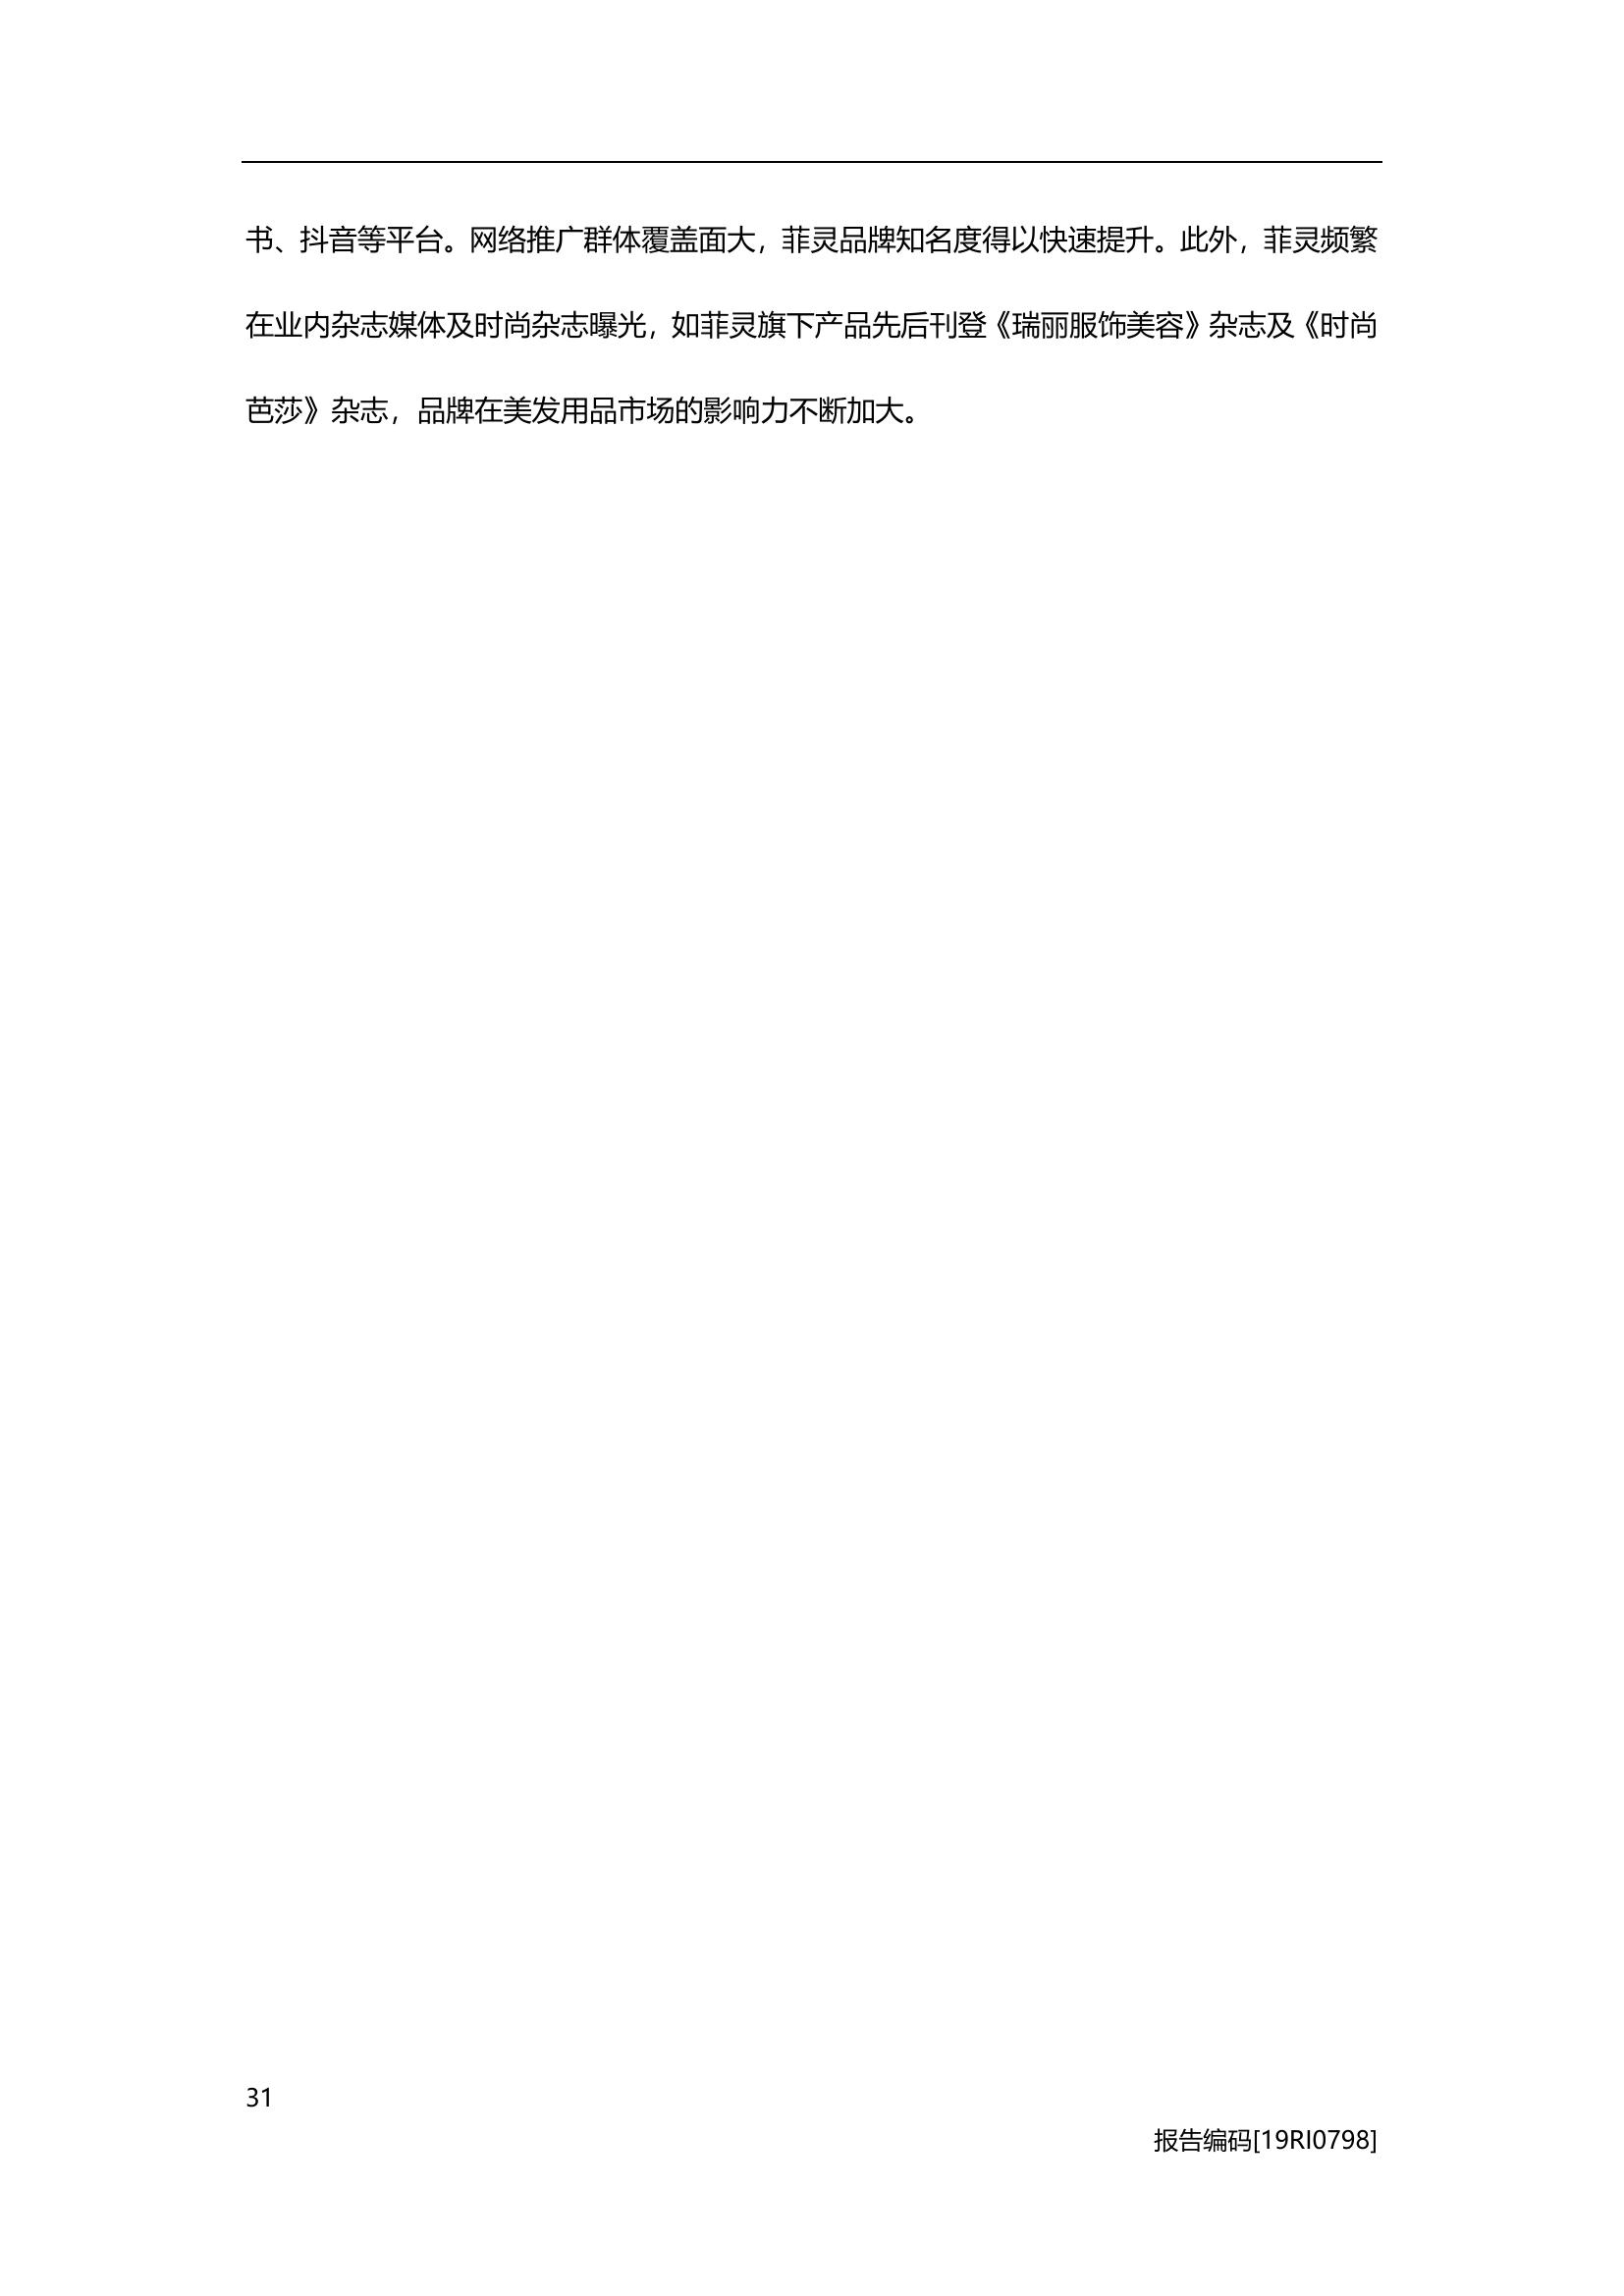 书、抖音等平台。网络推广群体覆盖面大，菲灵品牌知名度得以快速提升。此外，菲灵频繁
在业内杂志媒体及时尚杂志曝光，如菲灵旗下产品先后刊登《瑞丽服饰美容》杂志及《时尚
芭莎》杂志，品牌在美发用品市场的影响力不断加大。
31
报告编码[19RI0798]